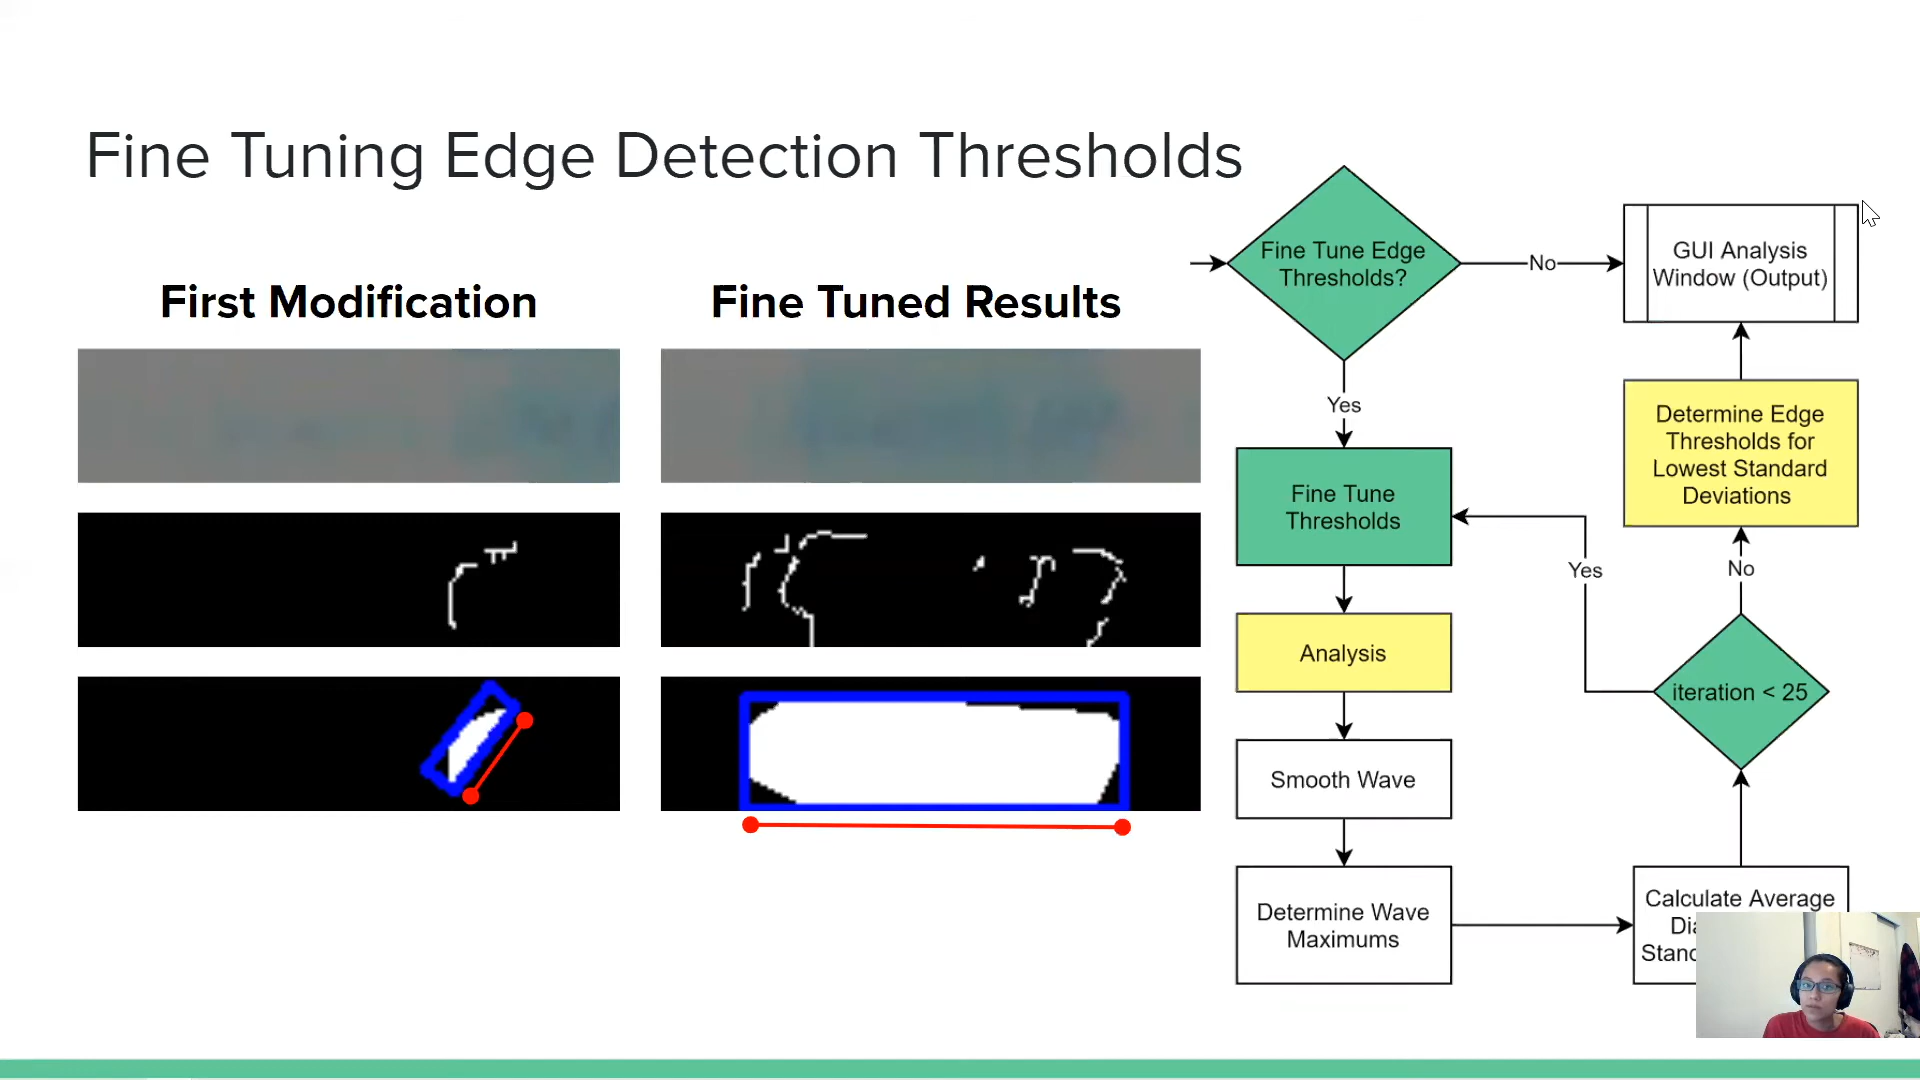 Fine Tuning Edge Detection Thresholds
First Modification
Fine Tuned Results
Fine Tune Edge
Thresholds?
No
GUI Analysis
Window (Output)
Yes
Fine Tune
Thresholds
Analysis
Smooth Wave
Determine Wave
Maximums
Calculate Average
iteration < 25
Yes
No
Determine Edge
Thresholds for
Lowest Standard
Deviations